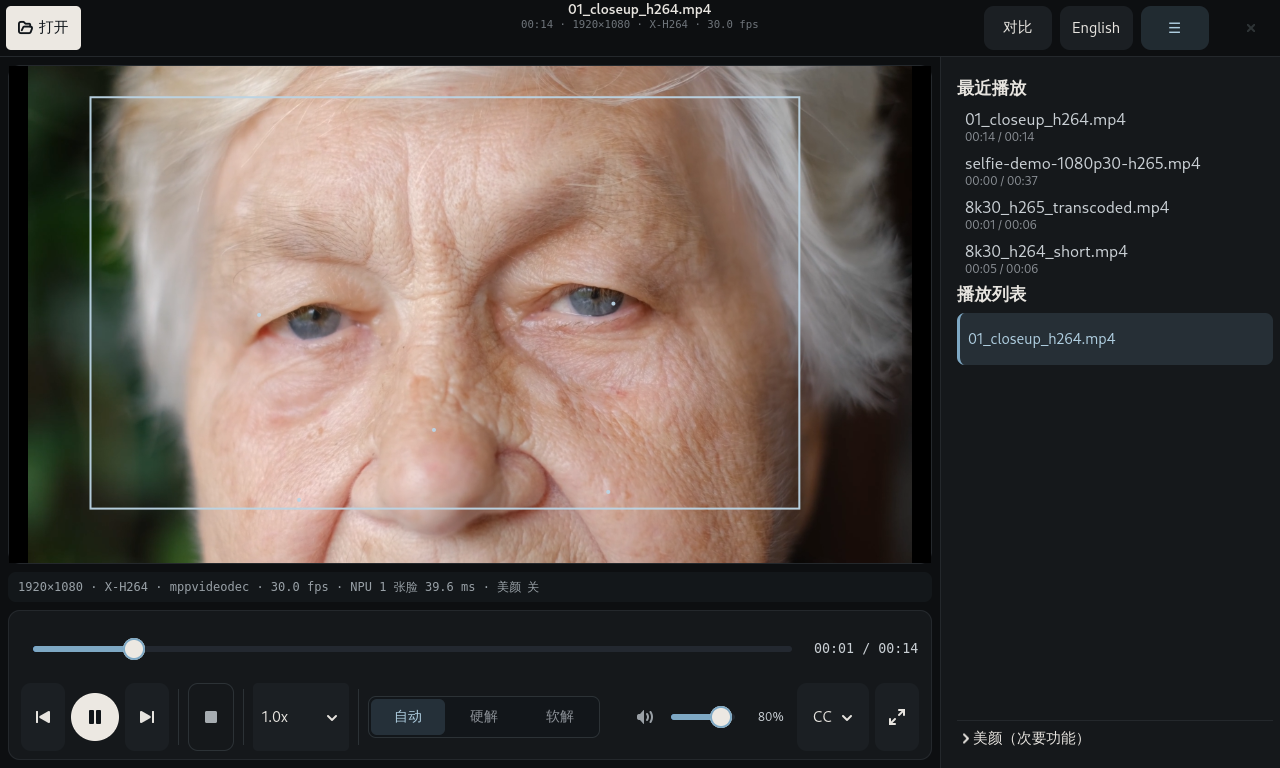 打开
01_closeup_h264.mp4
00:14 · 1920×1080 · X-H264 · 30.0 fps
对比
English
最近播放
01_closeup_h264.mp4
00:14 / 00:14
selfie-demo-1080p30-h265.mp4
00:00 / 00:37
8k30_h265_transcoded.mp4
00:01 / 00:06
8k30_h264_short.mp4
00:05 / 00:06
播放列表
01_closeup_h264.mp4
1920×1080 · X-H264 · mppvideodec · 30.0 fps · NPU 1 张脸 39.6 ms · 美颜 关
00:01 / 00:14
1.0x
自动
硬解
软解
80%
CC
美颜（次要功能）